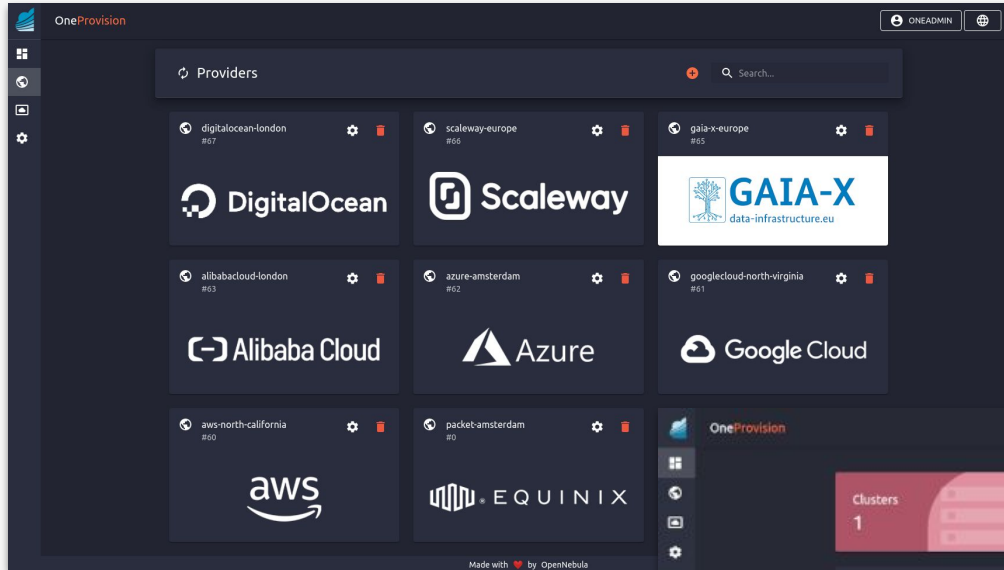 OneProvision
ONEADMIN
Providers
Search...
digitalocean-london
#67
DigitalOcean
scaleway-europe
#66
Scaleway
gaia-x-europe
#65
GAIA-X
data-infrastructure.eu
alibabacloud-london
#63
Alibaba Cloud
azure-amsterdam
#62
Azure
googlecloud-north-virginia
#61
Google Cloud
aws-north-california
#60
aws
packet-amsterdam
#0
EQUINIX
OneProvision
Clusters
1
Made with ❤ by OpenNebula